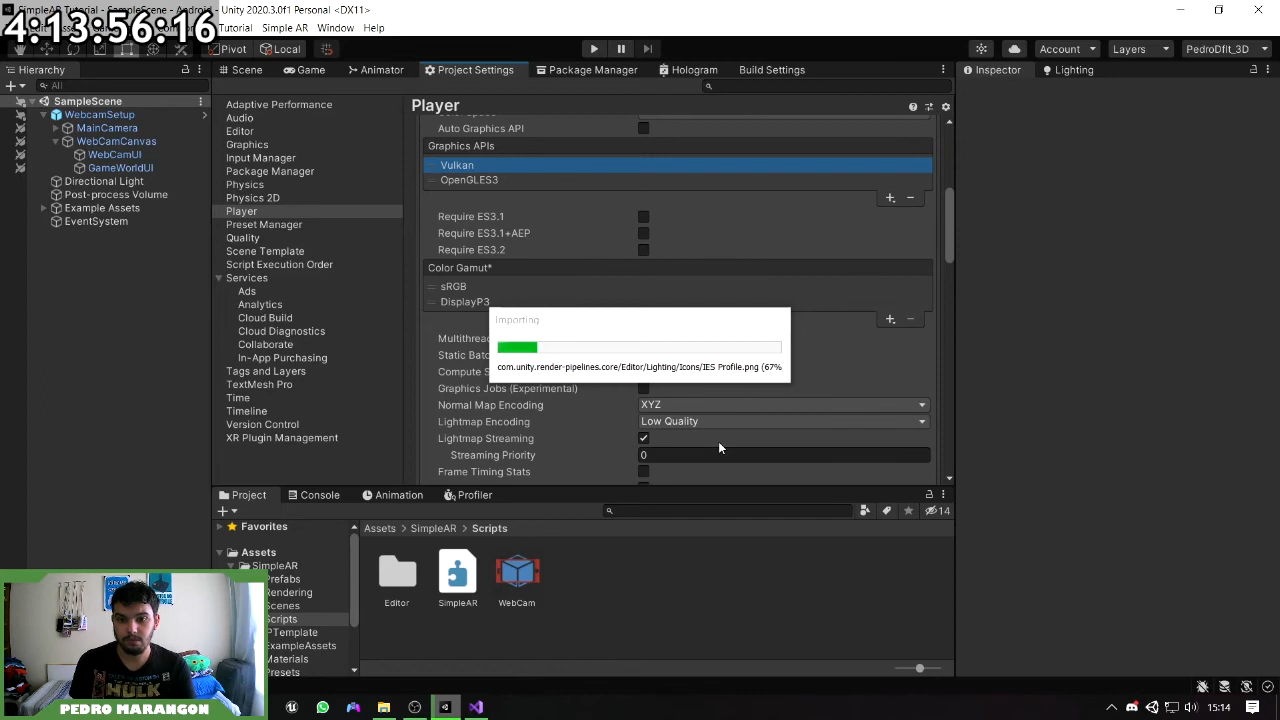 SimpleAR - SampleScene - Android - Unity 2020.3.0f1 Personal <DX11>
4:13:56:16
Tutorial Simple AR Window Help
Pivot Local
Account Layers PedroDflt_3D
Hierarchy
Scene Game Animator Project Settings Package Manager Hologram Build Settings
Inspector Lighting
All
SampleScene
WebcamSetup
MainCamera
WebCamCanvas
WebCamUI
GameWorldUI
Directional Light
Post-process Volume
Example Assets
EventSystem
Adaptive Performance
Audio
Editor
Graphics
Input Manager
Package Manager
Physics
Physics 2D
Player
Preset Manager
Quality
Scene Template
Script Execution Order
Services
Ads
Analytics
Cloud Build
Cloud Diagnostics
Collaborate
In-App Purchasing
Tags and Layers
TextMesh Pro
Time
Timeline
Version Control
XR Plugin Management
Player
Auto Graphics API
Graphics APIs
Vulkan
OpenGLES3
Require ES3.1
Require ES3.1+AEP
Require ES3.2
Color Gamut*
sRGB
DisplayP3
Multithrea
Static Batc
Compute S
Graphics Jobs (Experimental)
Normal Map Encoding XYZ
Lightmap Encoding Low Quality
Lightmap Streaming
Streaming Priority 0
Frame Timing Stats
Importing
com.unity.render-pipelines.core/Editor/Lighting/Icons/IES Profile.png (67%
Project Console Animation Profiler
14
Favorites
Assets
SimpleAR
Prefabs
Rendering
Scenes
Scripts
PTemplate
ExampleAssets
Materials
Presets
Assets > SimpleAR > Scripts
Editor SimpleAR WebCam
HULK
PEDRO MARANGON
15:14